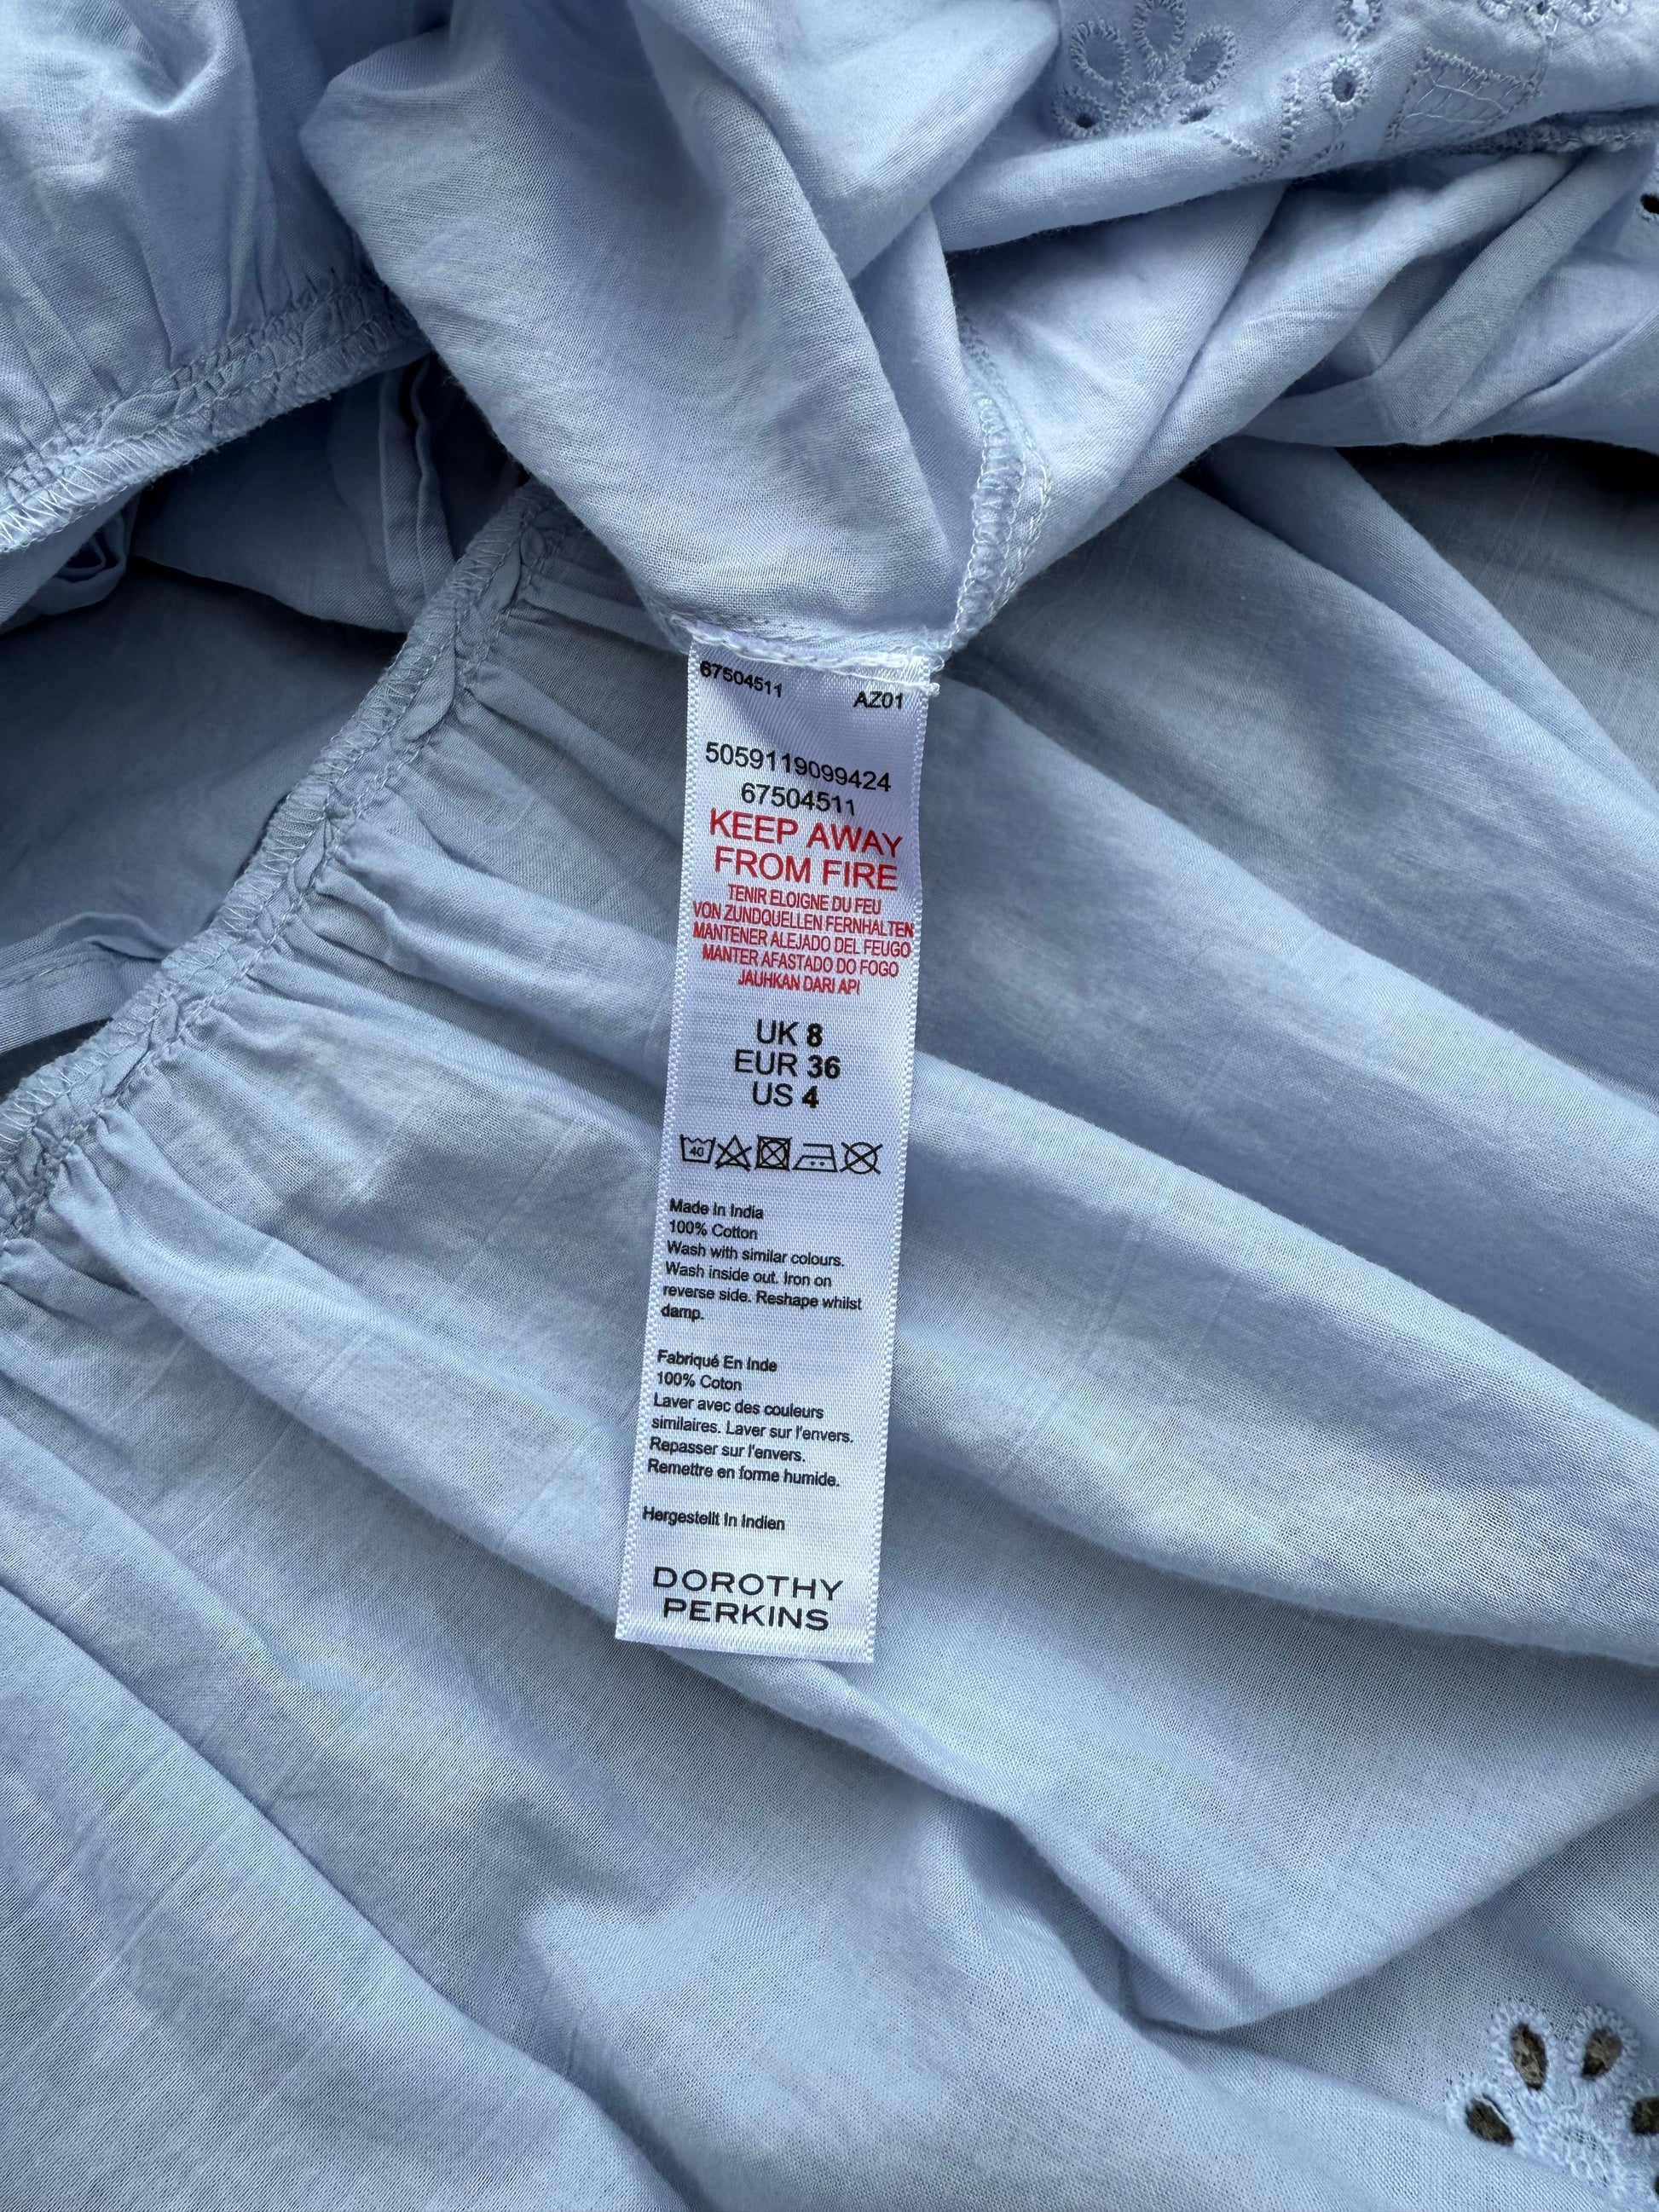 67504511 AZ01
5059119099424
67504511
KEEP AWAY
FROM FIRE
TENIR ELOIGNE DU FEU
VON ZUNDQUELLEN FERNHALTEN
MANTENER ALEJADO DEL FEUGO
MANTER AFASTADO DO FOGO
JAUHKAN DARI API
UK 8
EUR 36
US 4
40
Made In India
100% Cotton
Wash with similar colours.
Wash inside out. Iron on
reverse side. Reshape whilst
damp.
Fabriqué En Inde
100% Coton
Laver avec des couleurs
similaires. Laver sur l'envers.
Repasser sur l'envers.
Remettre en forme humide.
Hergestellt In Indien
DOROTHY
PERKINS